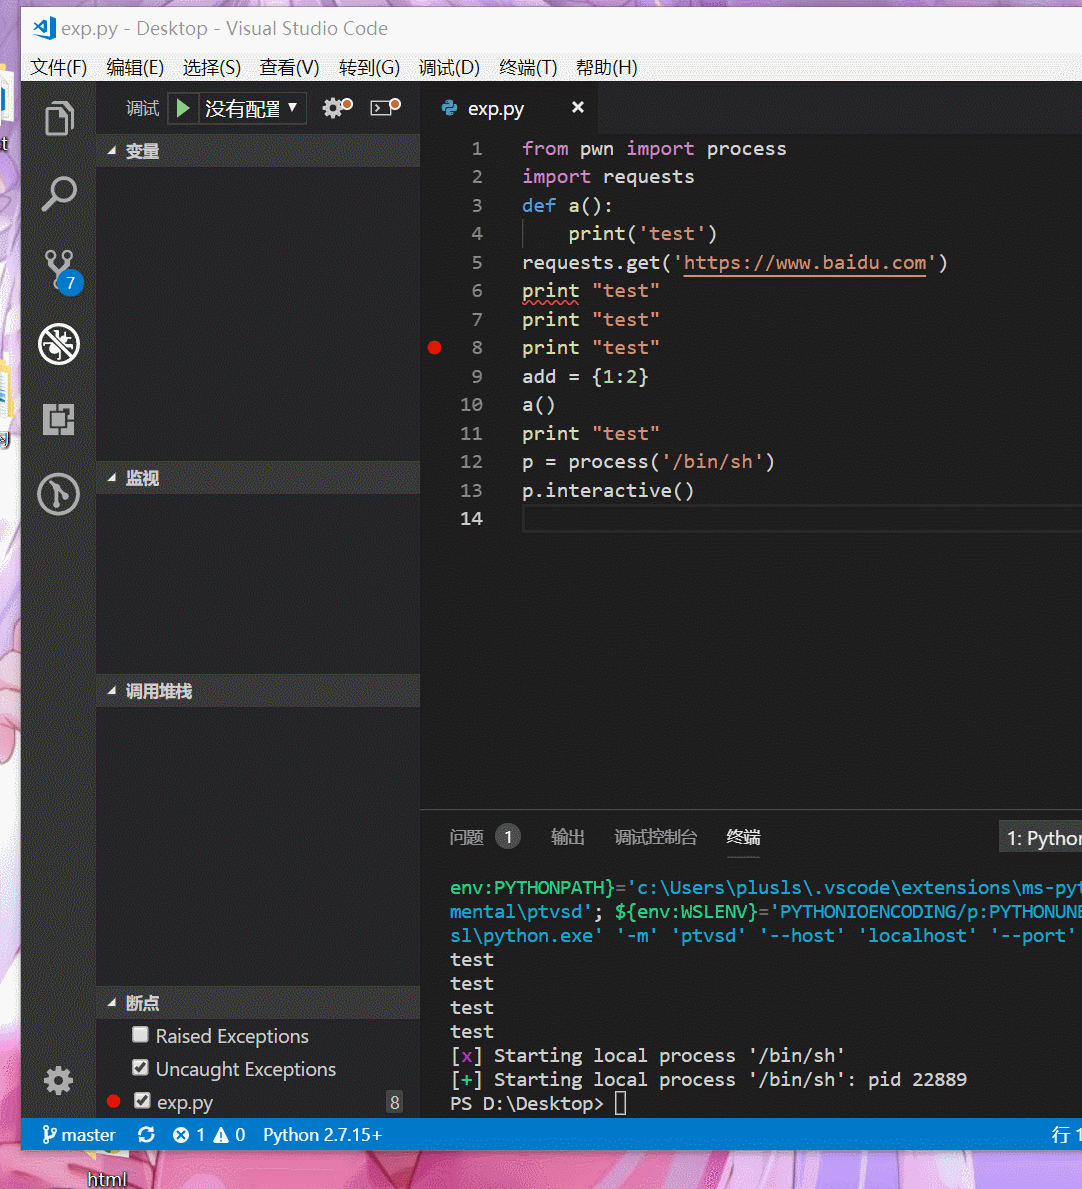 exp.py - Desktop - Visual Studio Code
文件(F) 编辑(E) 选择(S) 查看(V) 转到(G) 调试(D) 终端(T) 帮助(H)
调试 没有配置
exp.py
变量
监视
调用堆栈
断点
Raised Exceptions
Uncaught Exceptions
exp.py 8
7
1 from pwn import process
2 import requests
3 def a():
4 print('test')
5 requests.get('https://www.baidu.com')
6 print "test"
7 print "test"
8 print "test"
9 add = {1:2}
10 a()
11 print "test"
12 p = process('/bin/sh')
13 p.interactive()
14
问题 1 输出 调试控制台 终端 1: Python
env:PYTHONPATH}='c:\Users\plusls\.vscode\extensions\ms-pyt
mental\ptvsd'; ${env:WSLENV}='PYTHONIOENCODING/p:PYTHONUNB
sl\python.exe' '-m' 'ptvsd' '--host' 'localhost' '--port'
test
test
test
test
[x] Starting local process '/bin/sh'
[+] Starting local process '/bin/sh': pid 22889
PS D:\Desktop>
master 1 0 Python 2.7.15+ 行 1
html